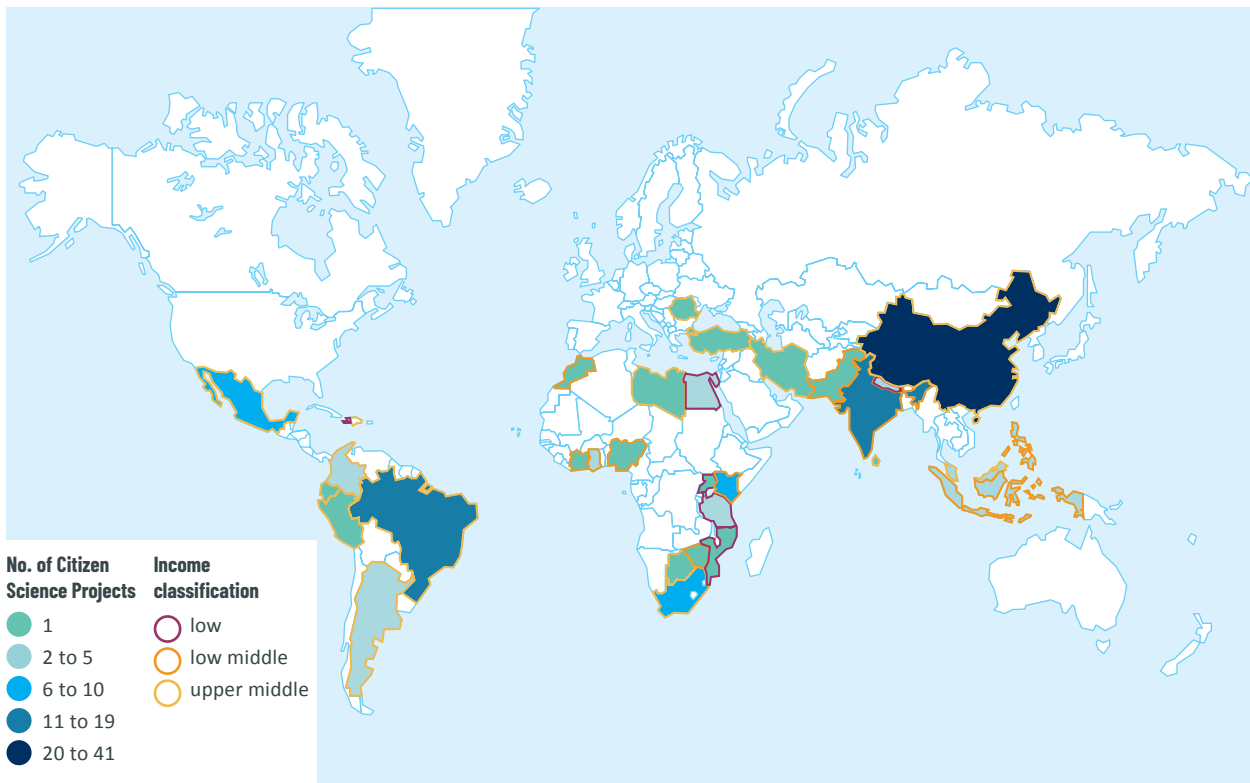 No. of Citizen
Science Projects
1
2 to 5
6 to 10
11 to 19
20 to 41
Income
classification
low
low middle
upper middle